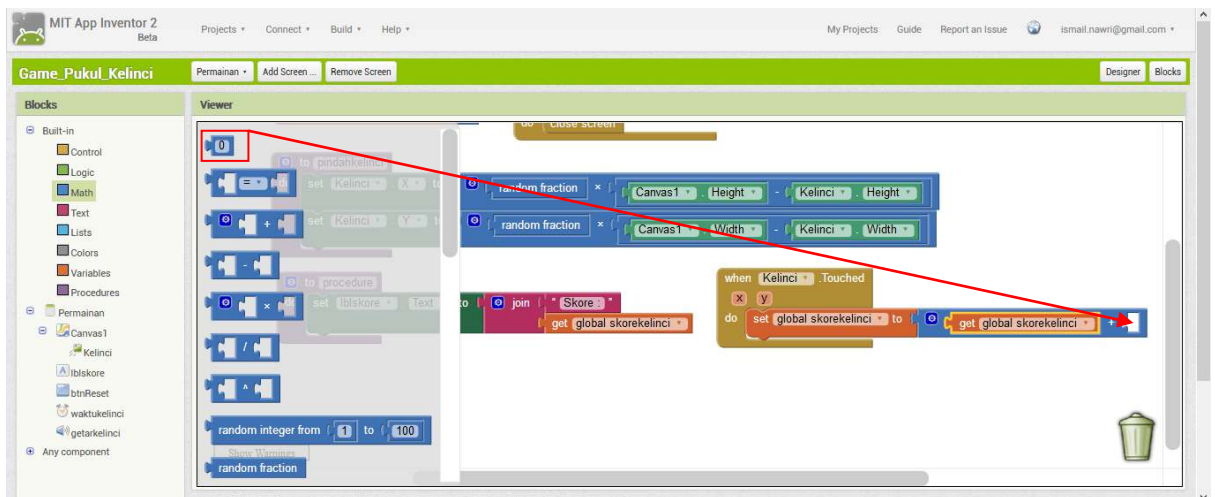 MIT App Inventor 2
Beta
Projects Connect Build Help My Projects Guide Report an Issue ismail.nawri@gmail.com
Game_Pukul_Kelinci Permainan Add Screen ... Remove Screen Designer Blocks
Blocks Viewer
Built-in
Control
Logic
Math
Text
Lists
Colors
Variables
Procedures
Permainan
Canvas1
Kelinci
lblskore
btnReset
waktukelinci
getarkelinci
Any component
0
=
+
-
×
/
^
random integer from 1 to 100
random fraction
Show Warnings
do close screen
to pindahkelinci
set Kelinci . X to random fraction × Canvas1 . Height - Kelinci . Height
set Kelinci . Y to random fraction × Canvas1 . Width - Kelinci . Width
to procedure
do set lblskore . Text to join " Skore : "
get global skorekelinci
when Kelinci .Touched
x y
do set global skorekelinci to get global skorekelinci +